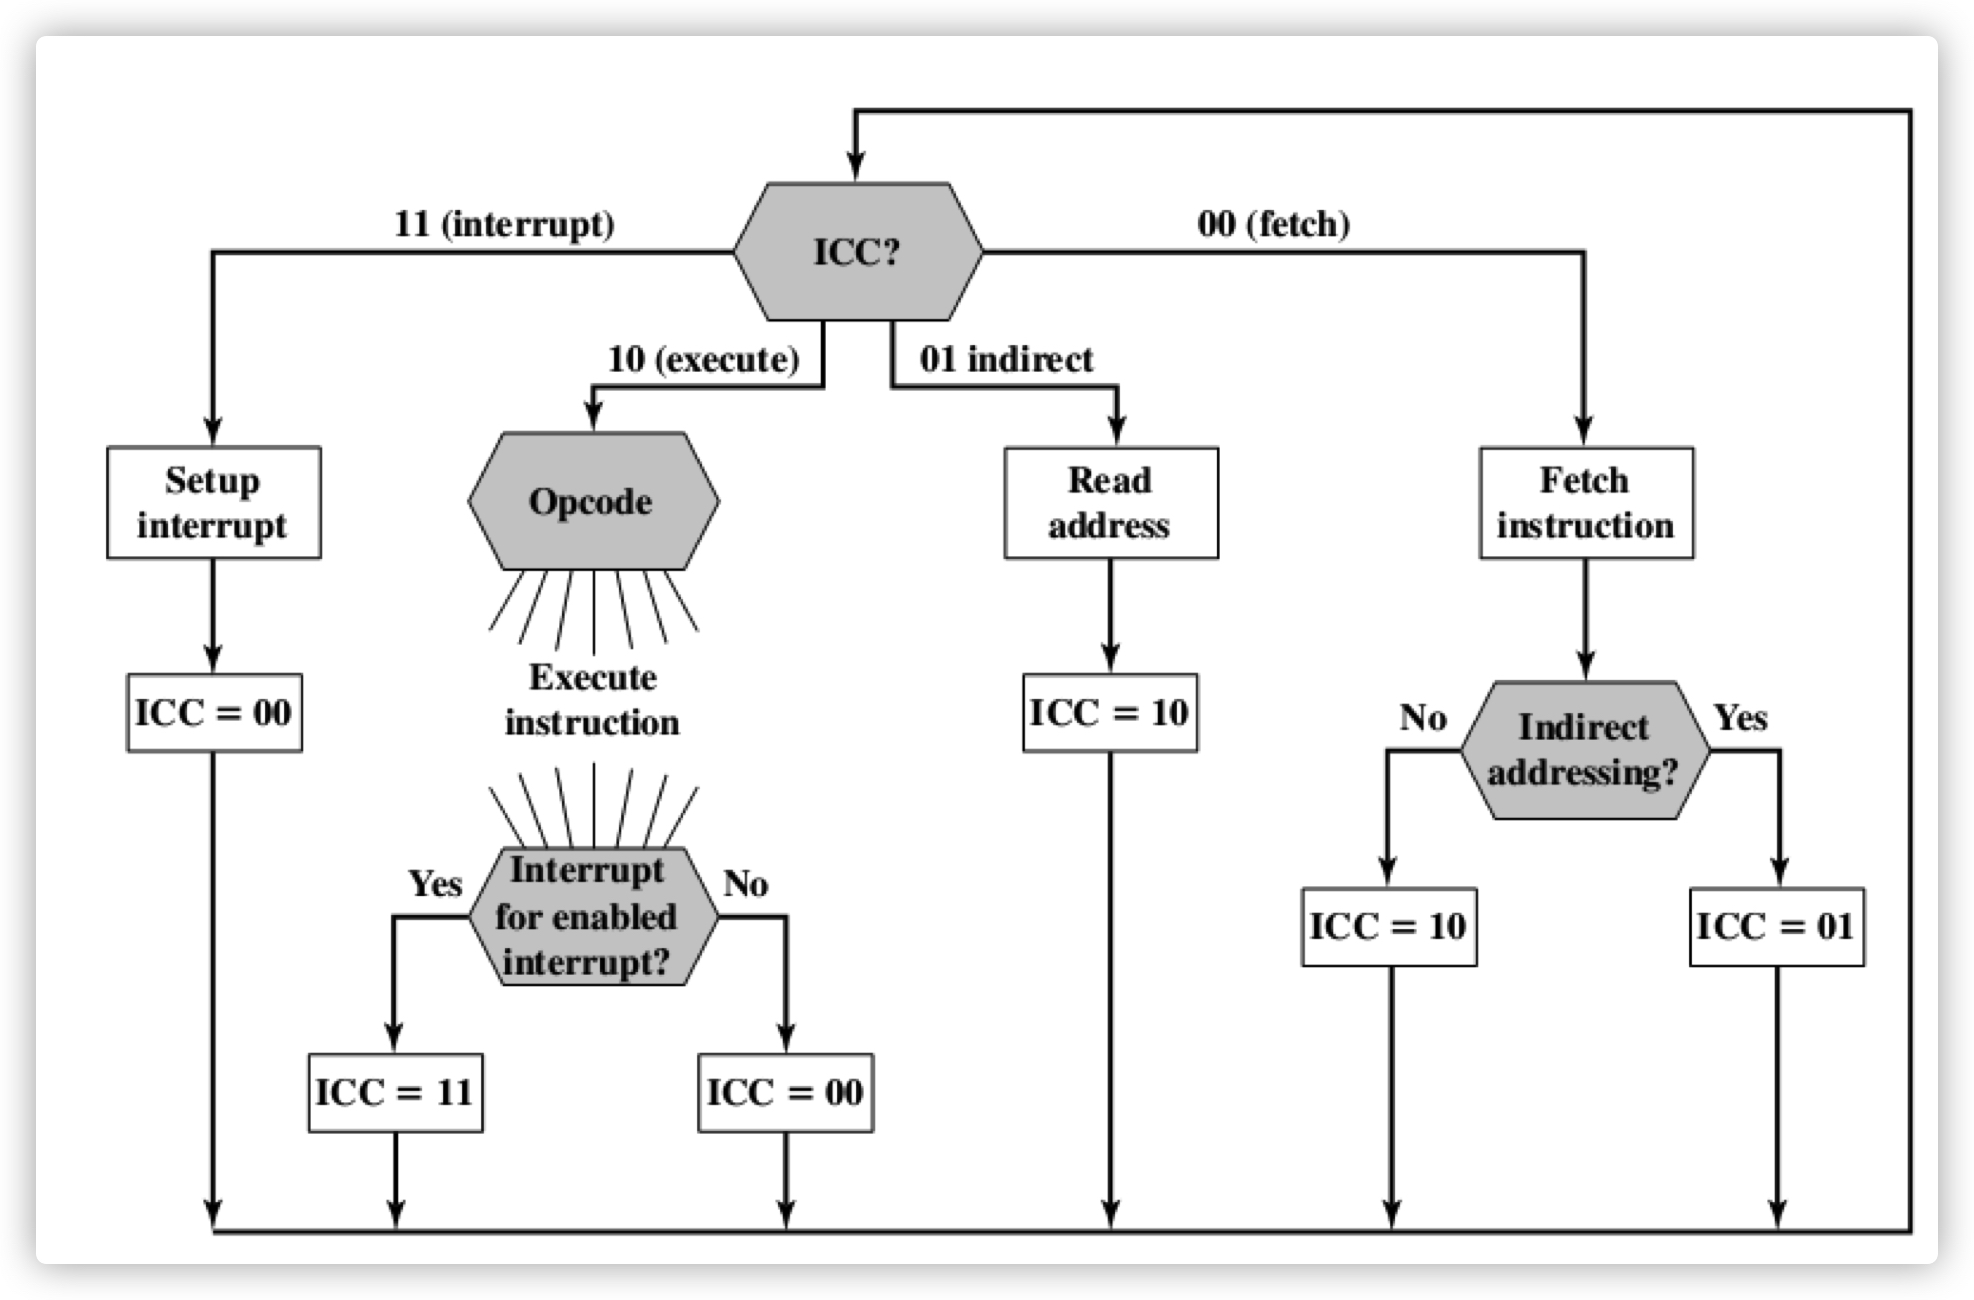 11 (interrupt)
ICC?
00 (fetch)
10 (execute)
01 indirect
Setup
interrupt
Opcode
Read
address
Fetch
instruction
ICC = 00
Execute
instruction
ICC = 10
No
Indirect
addressing?
Yes
Yes
Interrupt
for enabled
interrupt?
No
ICC = 10
ICC = 01
ICC = 11
ICC = 00